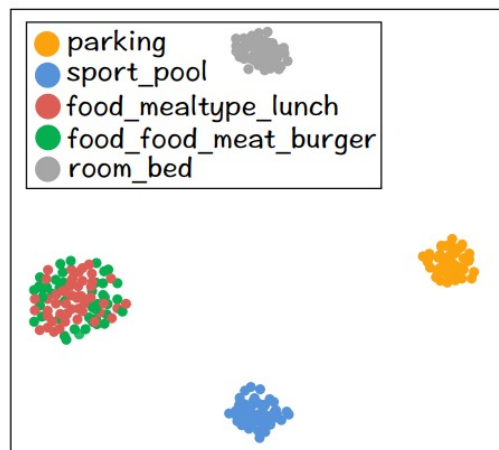 parking
sport_pool
food_mealtype_lunch
food_food_meat_burger
room_bed